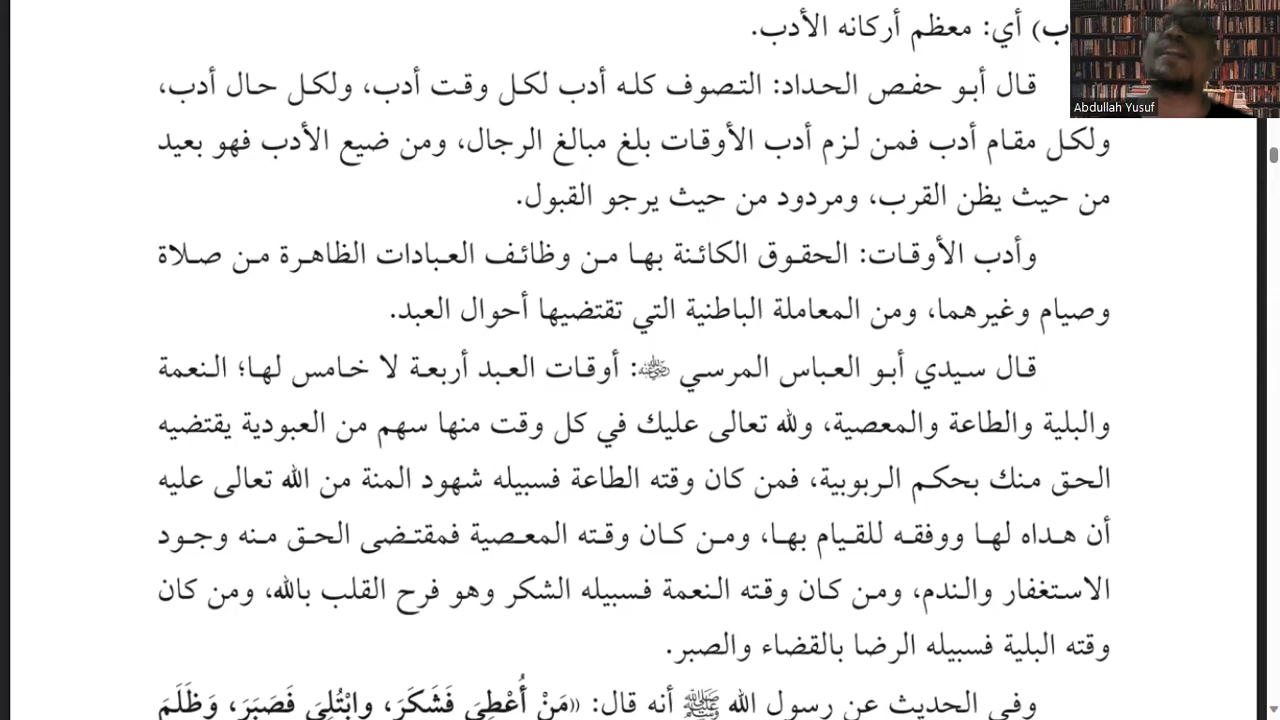 ب) أي: معظم أركانه الأدب.
Abdullah Yusuf
قال أبو حفص الحداد: التصوف كله أدب لكل وقت أدب، ولكل حال أدب،
ولكل مقام أدب فمن لزم أدب الأوقات بلغ مبالغ الرجال، ومن ضيع الأدب فهو بعيد
من حيث يظن القرب، ومردود من حيث يرجو القبول.
وأدب الأوقات: الحقوق الكائنة بها من وظائف العبادات الظاهرة من صلاة
وصيام وغيرهما، ومن المعاملة الباطنية التي تقتضيها أحوال العبد.
قال سيدي أبو العباس المرسي رضي الله عنه: أوقات العبد أربعة لا خامس لها؛ النعمة
والبلية والطاعة والمعصية، ولله تعالى عليك في كل وقت منها سهم من العبودية يقتضيه
الحق منك بحكم الربوبية، فمن كان وقته الطاعة فسبيله شهود المنة من الله تعالى عليه
أن هداه لها ووفقه للقيام بها، ومن كان وقته المعصية فمقتضى الحق منه وجود
الاستغفار والندم، ومن كان وقته النعمة فسبيله الشكر وهو فرح القلب بالله، ومن كان
وقته البلية فسبيله الرضا بالقضاء والصبر.
وفي الحديث عن رسول الله ﷺ أنه قال: «مَنْ أُعْطِيَ فَشَكَرَ، وابْتُلِيَ فَصَبَرَ، وَظَلَمَ